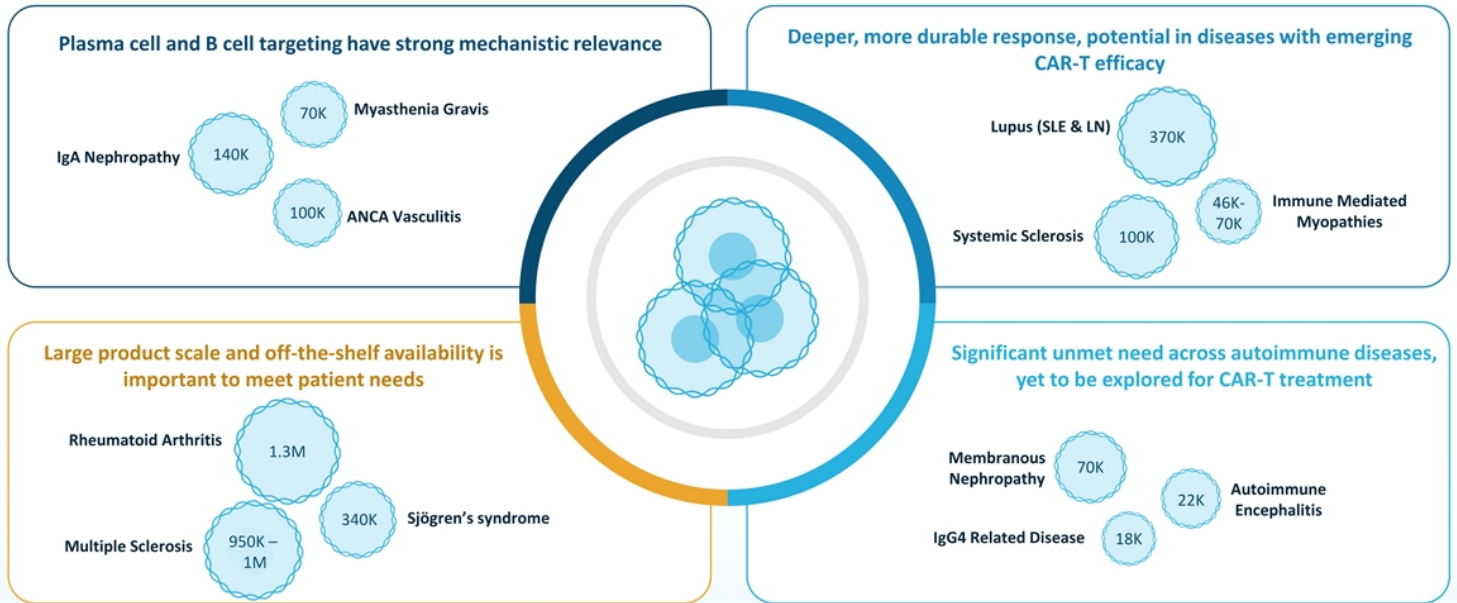 Plasma cell and B cell targeting have strong mechanistic relevance
70K
Myasthenia Gravis
IgA Nephropathy
140K
100K
ANCA Vasculitis
Deeper, more durable response, potential in diseases with emerging
CAR-T efficacy
Lupus (SLE & LN)
370K
46K-
70K
Immune Mediated
Myopathies
Systemic Sclerosis
100K
Large product scale and off-the-shelf availability is
important to meet patient needs
Rheumatoid Arthritis
1.3M
340K
Sjögren's syndrome
Multiple Sclerosis
950K –
1M
Significant unmet need across autoimmune diseases,
yet to be explored for CAR-T treatment
Membranous
Nephropathy
70K
22K
Autoimmune
Encephalitis
IgG4 Related Disease
18K